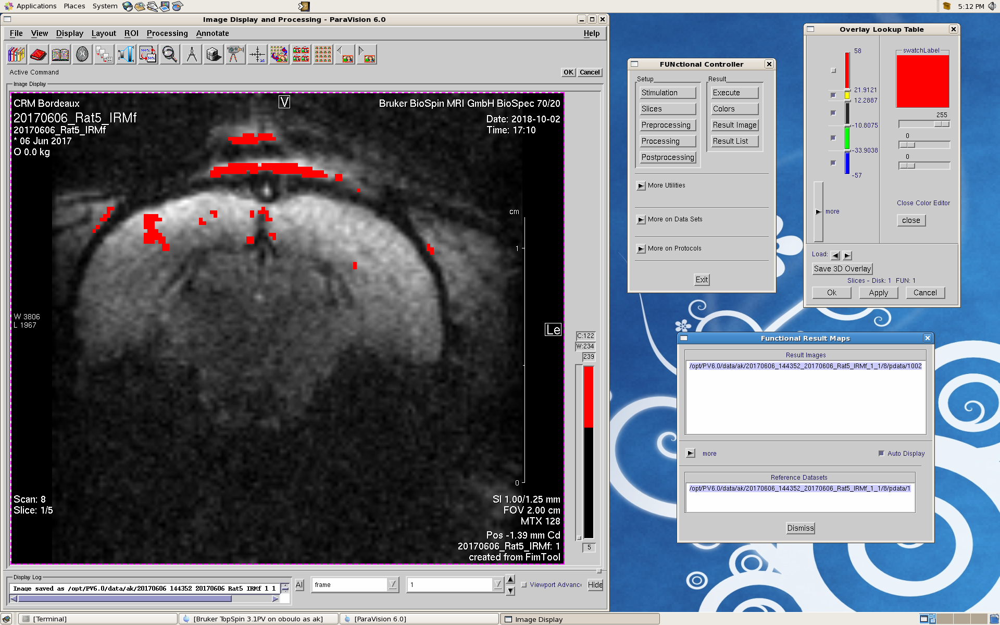 Applications Places System
5:12 PM
Image Display and Processing - ParaVision 6.0
File View Display Layout ROI Processing Annotate Help
Active Command
OK Cancel
Image Display
CRM Bordeaux
20170606_Rat5_IRMf
20170606_Rat5_IRMf
* 06 Jun 2017
O 0.0 kg
V
Bruker BioSpin MRI GmbH BioSpec 70/20
Date: 2018-10-02
Time: 17:10
cm
1
0
W 3806
L 1967
Le
Scan: 8
Slice: 1/5
SI 1.00/1.25 mm
FOV 2.00 cm
MTX 128
Pos -1.39 mm Cd
20170606_Rat5_IRMf: 1
created from FimTool
C:122
W:234
239
5
Display Log
Image saved as /opt/PV6.0/data/ak/20170606_144352_20170606_Rat5_IRMf_1_1
Al
frame
1
Viewport Advanc
Hide
FUNctional Controller
Setup
Stimulation
Slices
Preprocessing
Processing
Postprocessing
Result
Execute
Colors
Result Image
Result List
More Utilities
More on Data Sets
More on Protocols
Exit
Overlay Lookup Table
58
21.9121
12.2887
-10.8075
-33.9038
-57
more
swatchLabel
255
0
0
Close Color Editor
close
Load:
Save 3D Overlay
Slices - Disk: 1 FUN: 1
Ok Apply Cancel
Functional Result Maps
Result Images
/opt/PV6.0/data/ak/20170606_144352_20170606_Rat5_IRMf_1_1/8/pdata/1002
more
Auto Display
Reference Datasets
/opt/PV6.0/data/ak/20170606_144352_20170606_Rat5_IRMf_1_1/8/pdata/1
Dismiss
[Terminal]
[Bruker TopSpin 3.1PV on oboulo as ak]
[ParaVision 6.0]
Image Display